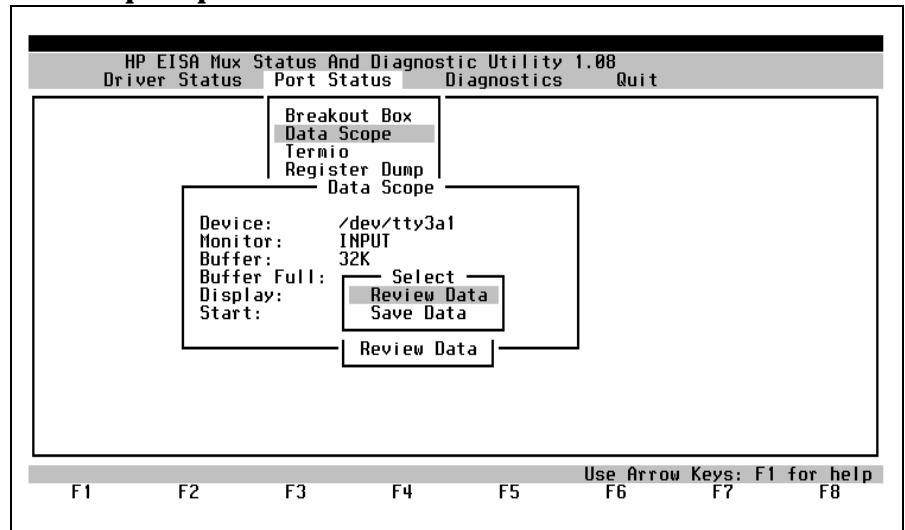 HP EISA Mux Status And Diagnostic Utility 1.08
Driver Status Port Status Diagnostics Quit
Breakout Box
Data Scope
Termio
Register Dump
Data Scope
Device: /dev/tty3a1
Monitor: INPUT
Buffer: 32K
Buffer Full:
Display:
Start:
Select
Review Data
Save Data
Review Data
Use Arrow Keys: F1 for help
F1 F2 F3 F4 F5 F6 F7 F8